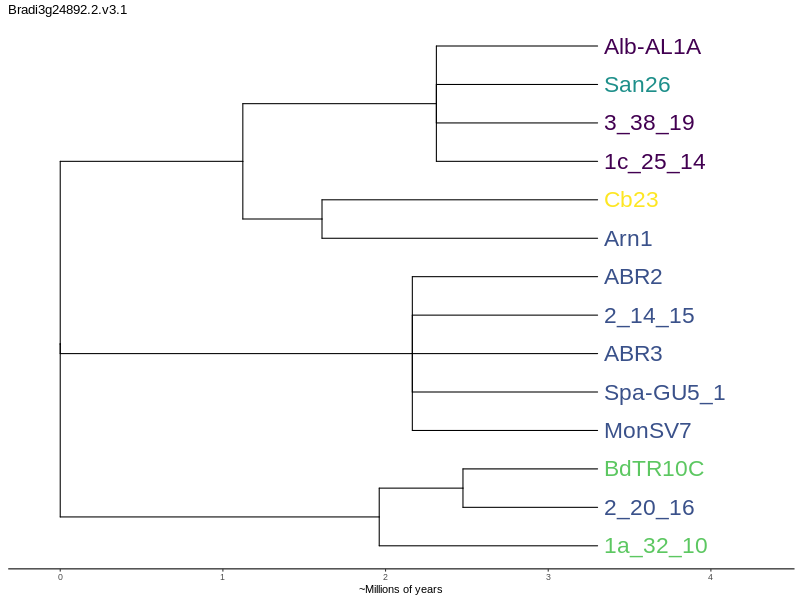 Bradi3g24892.2.v3.1
Alb-AL1A
San26
3_38_19
1c_25_14
Cb23
Arn1
ABR2
2_14_15
ABR3
Spa-GU5_1
MonSV7
BdTR10C
2_20_16
1a_32_10
0 1 2 3 4
~Millions of years